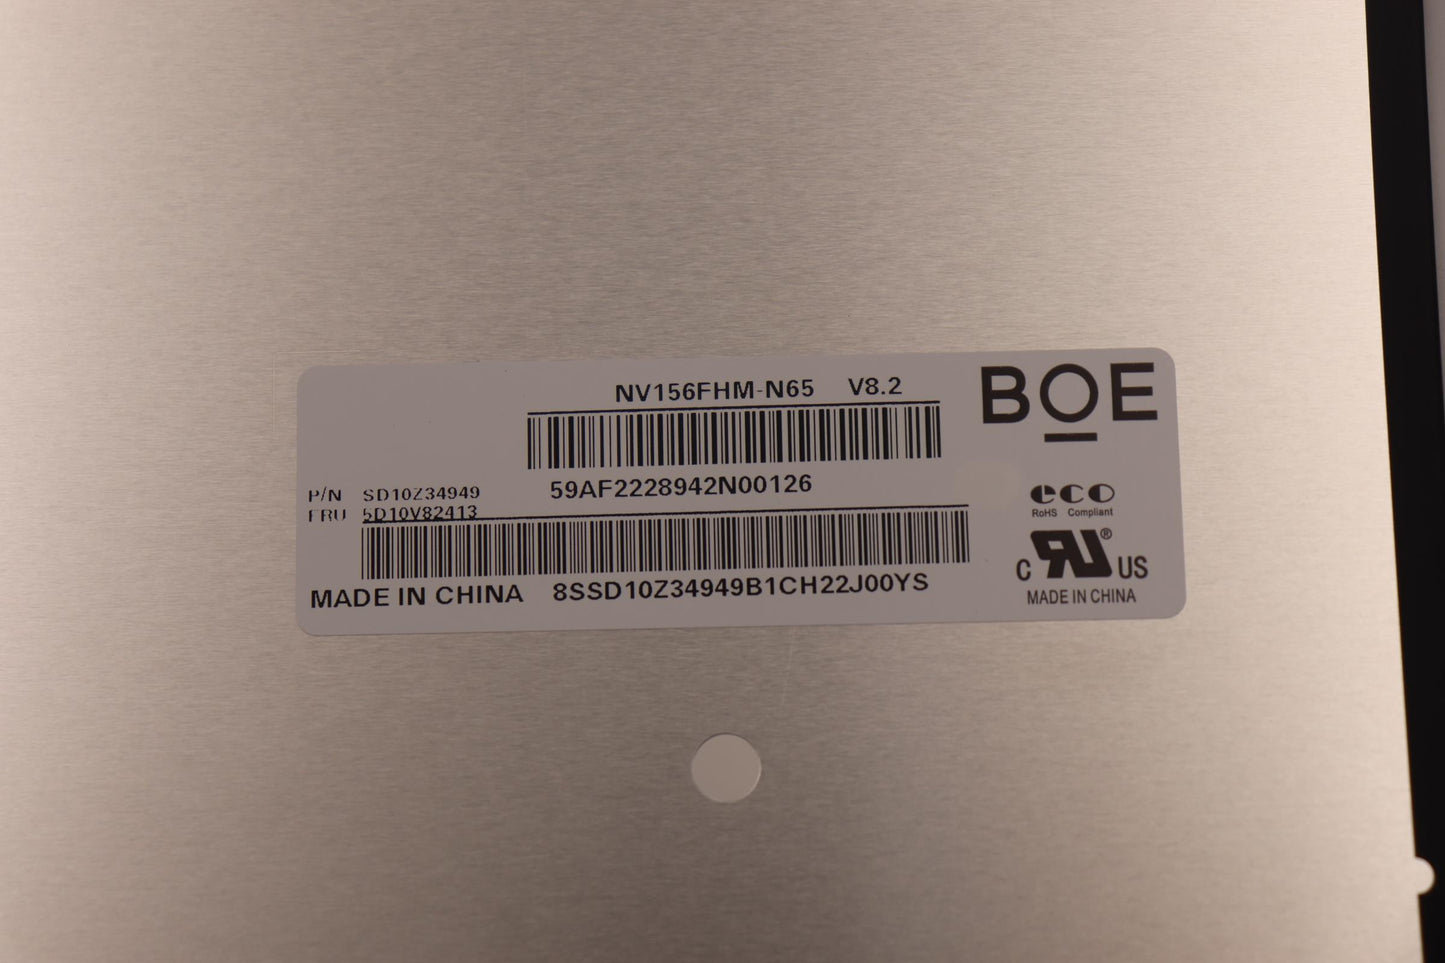 NV156FHM-N65 V8.2
BOE
59AF2228942N00126
P/N SD10Z34949
FRU 5D10V82413
eco
RoHS Compliant
MADE IN CHINA 8SSD10Z34949B1CH22J00YS
C RU® US
MADE IN CHINA